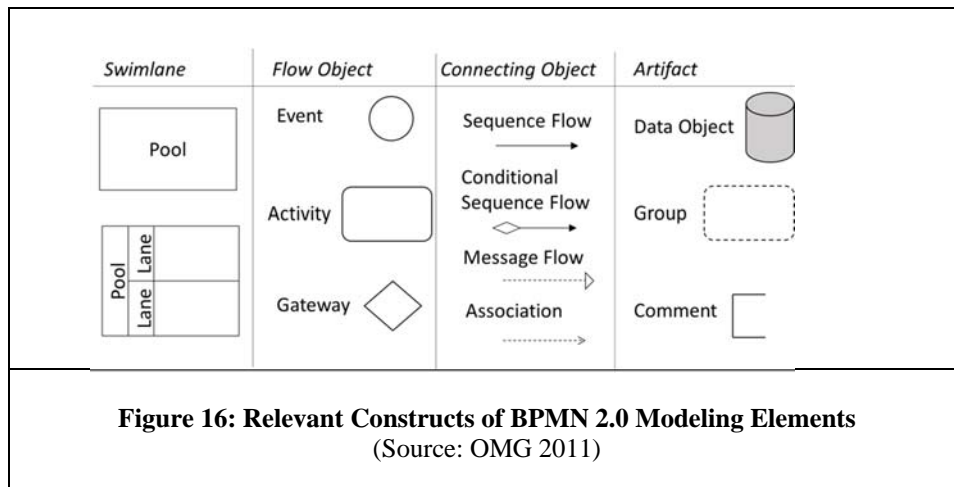 Swimlane
Flow Object
Connecting Object
Artifact
Pool
Pool
Lane
Lane
Event
Activity
Gateway
Sequence Flow
Conditional
Sequence Flow
Message Flow
Association
Data Object
Group
Comment
Figure 16: Relevant Constructs of BPMN 2.0 Modeling Elements
(Source: OMG 2011)